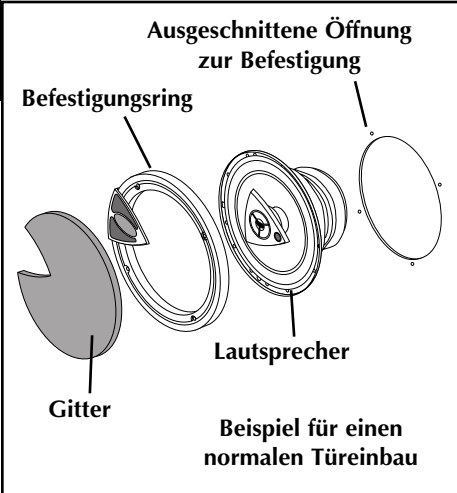 Ausgeschnittene Öffnung
zur Befestigung
Befestigungsring
Lautsprecher
Gitter
Beispiel für einen
normalen Türeinbau